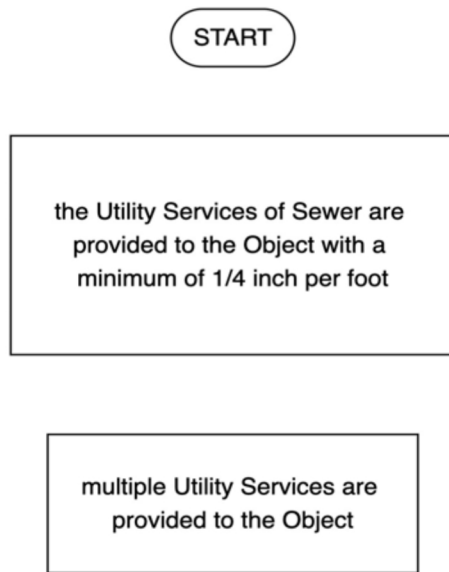 START
the Utility Services of Sewer are
provided to the Object with a
minimum of 1/4 inch per foot
multiple Utility Services are
provided to the Object